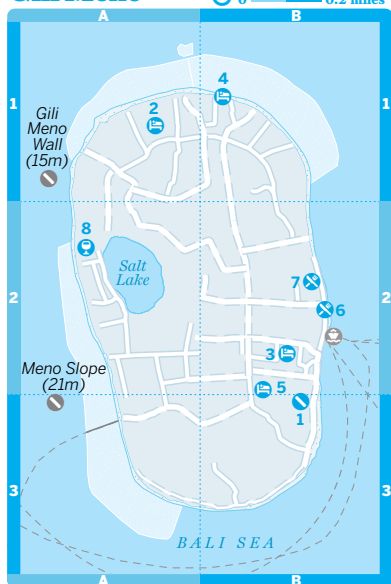 0 0.2 miles
A B
1 1
4
2
Gili
Meno
Wall
(15m)
8
Salt
Lake
2 2
7
6
3
Meno Slope
(21m)
5
1
3 3
BALI SEA
A B